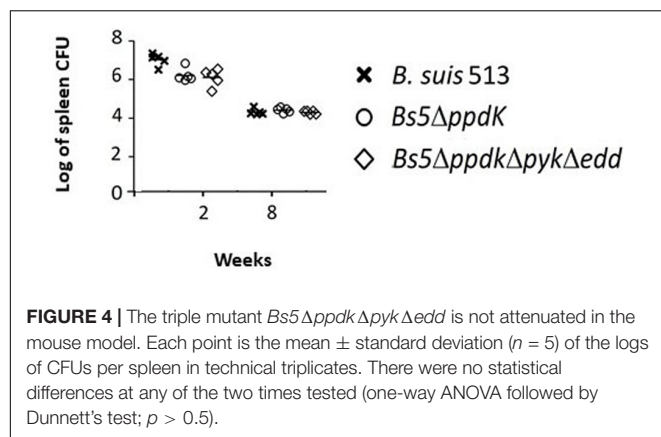 Log of spleen CFU
8
6
4
2
0
2
8
Weeks
B. suis 513
Bs5ΔppdK
Bs5ΔppdkΔpykΔedd
FIGURE 4 | The triple mutant Bs5ΔppdkΔpykΔedd is not attenuated in the
mouse model. Each point is the mean ± standard deviation (n = 5) of the logs
of CFUs per spleen in technical triplicates. There were no statistical
differences at any of the two times tested (one-way ANOVA followed by
Dunnett's test; p > 0.5).